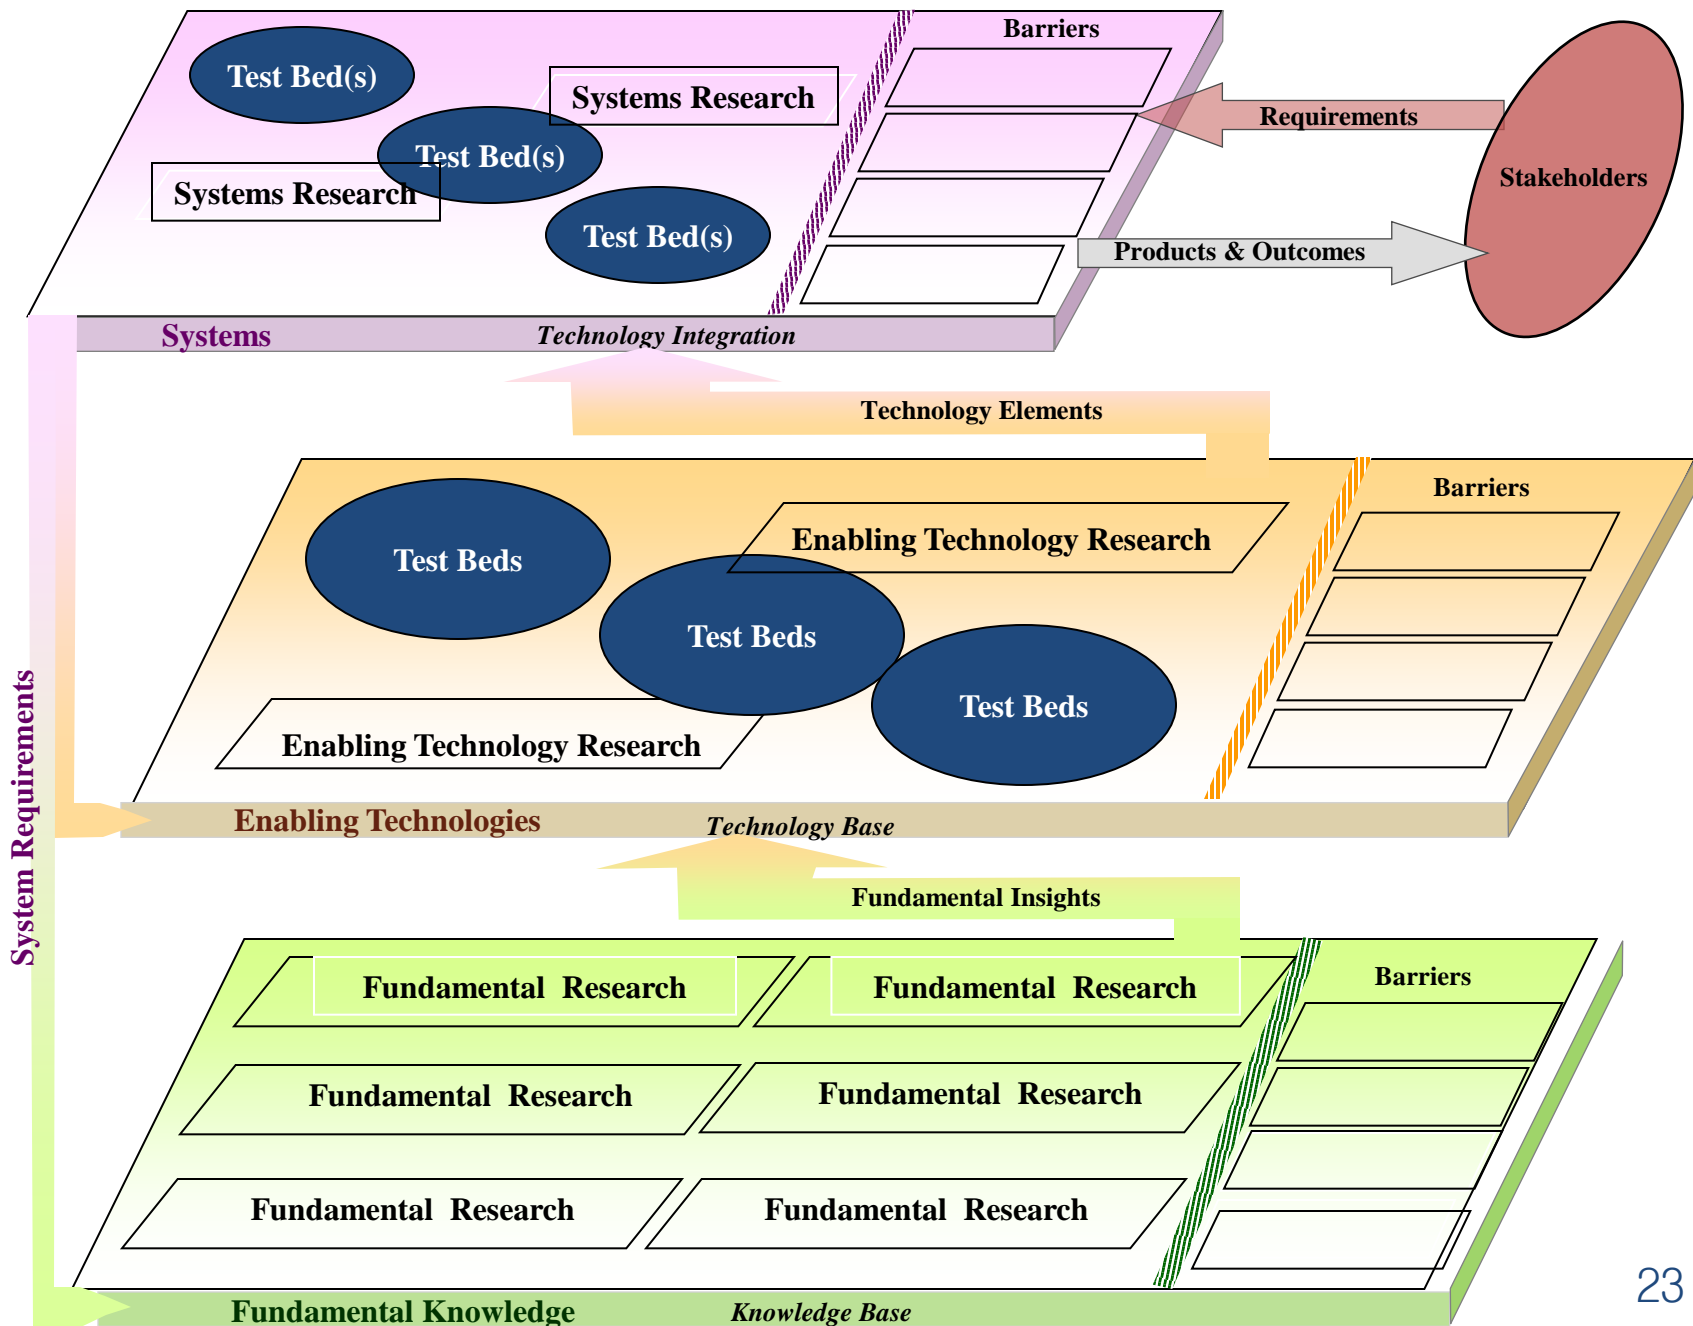 Barriers
Test Bed(s)
Systems Research
Requirements
Test Bed(s)
Stakeholders
Systems Research
Test Bed(s)
Products & Outcomes
Systems
Technology Integration
Technology Elements
Barriers
Enabling Technology Research
Test Beds
Test Beds
Test Beds
Enabling Technology Research
System Requirements
Enabling Technologies
Technology Base
Fundamental Insights
Barriers
Fundamental Research
Fundamental Research
Fundamental Research
Fundamental Research
Fundamental Research
Fundamental Research
23
Fundamental Knowledge
Knowledge Base